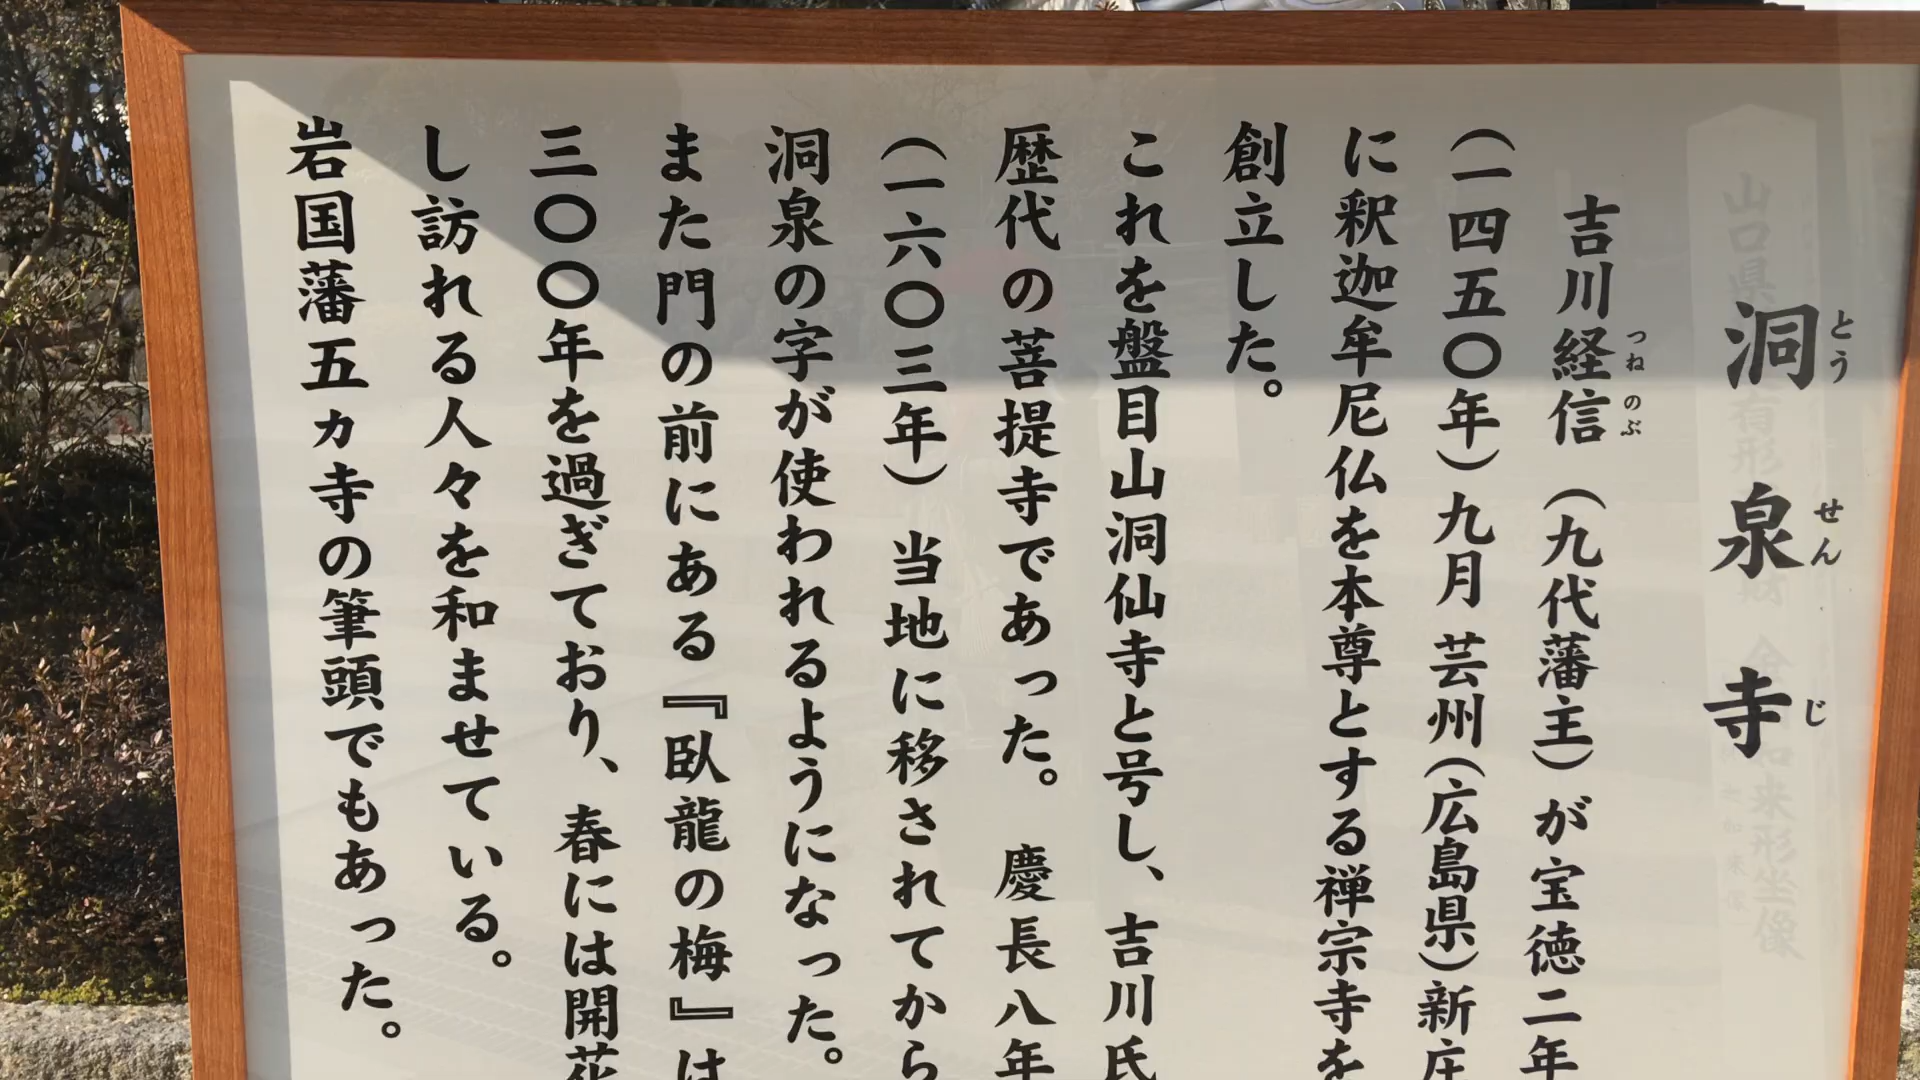 洞泉寺
とうせんじ
吉川経信（九代藩主）が宝徳二年
つねのぶ
（一四五〇年）九月芸州（広島県）新庄
に釈迦牟尼仏を本尊とする禅宗寺を
創立した。
これを盤目山洞仙寺と号し、吉川氏
歴代の菩提寺であった。　慶長八年
（一六〇三年）当地に移されてから
洞泉の字が使われるようになった。
また門の前にある『臥龍の梅』は
三〇〇年を過ぎており、春には開花
し訪れる人々を和ませている。
岩国藩五ヵ寺の筆頭でもあった。